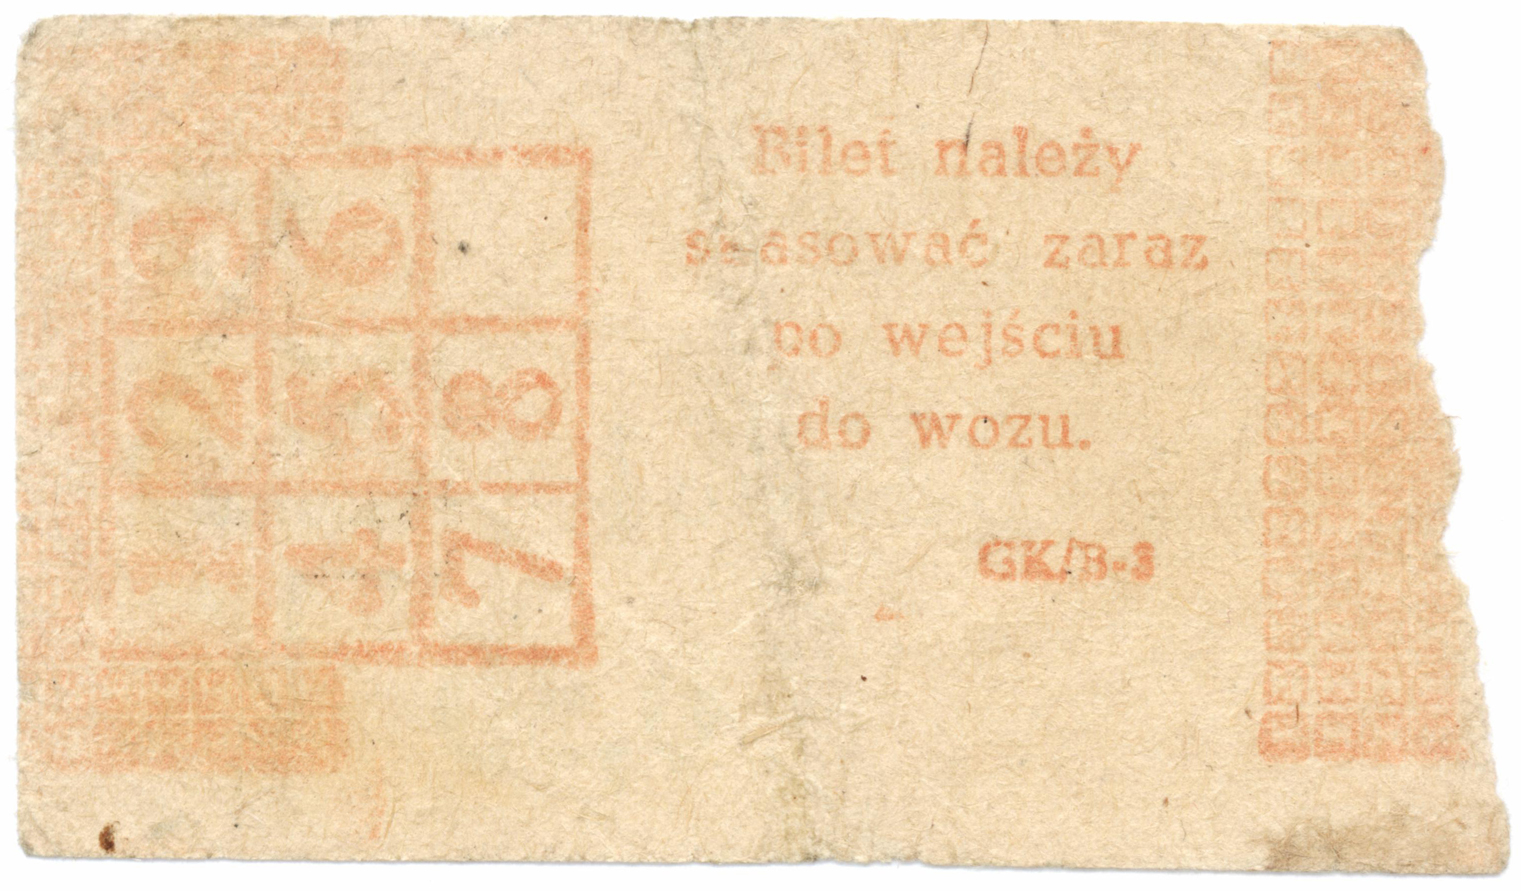 1 2 3
4 5 6
7 8
Bilet należy
skasować zaraz
po wejściu
do wozu.
GK/B-3